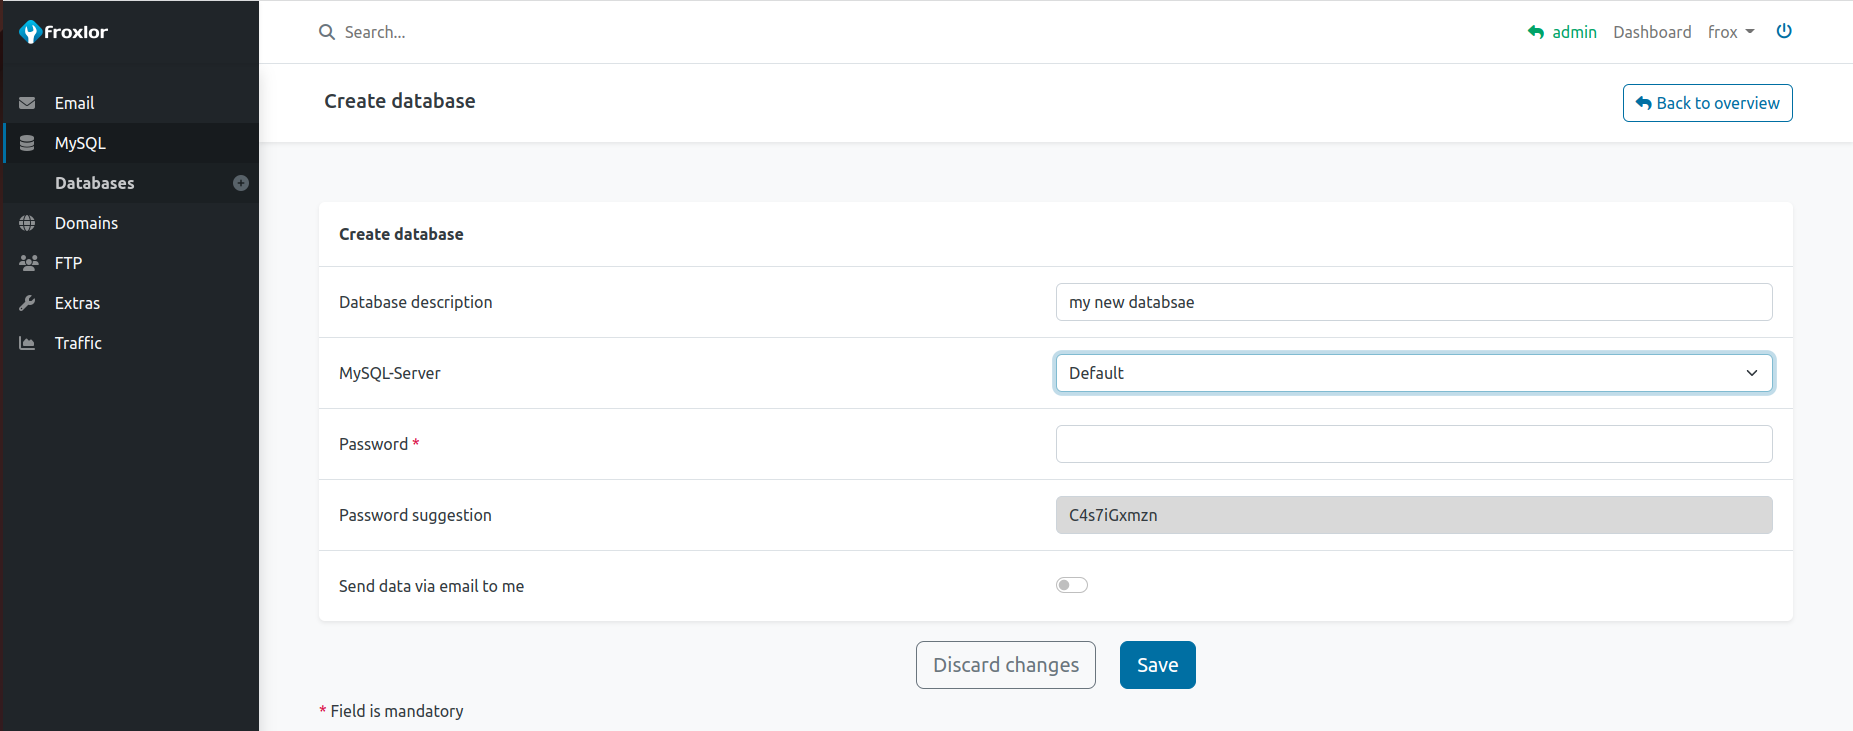 froxlor
Search...
admin Dashboard frox
Email
MySQL
Databases
Domains
FTP
Extras
Traffic
Create database
Back to overview
Create database
Database description
my new databsae
MySQL-Server
Default
Password *
Password suggestion
C4s7iGxmzn
Send data via email to me
Discard changes
Save
* Field is mandatory